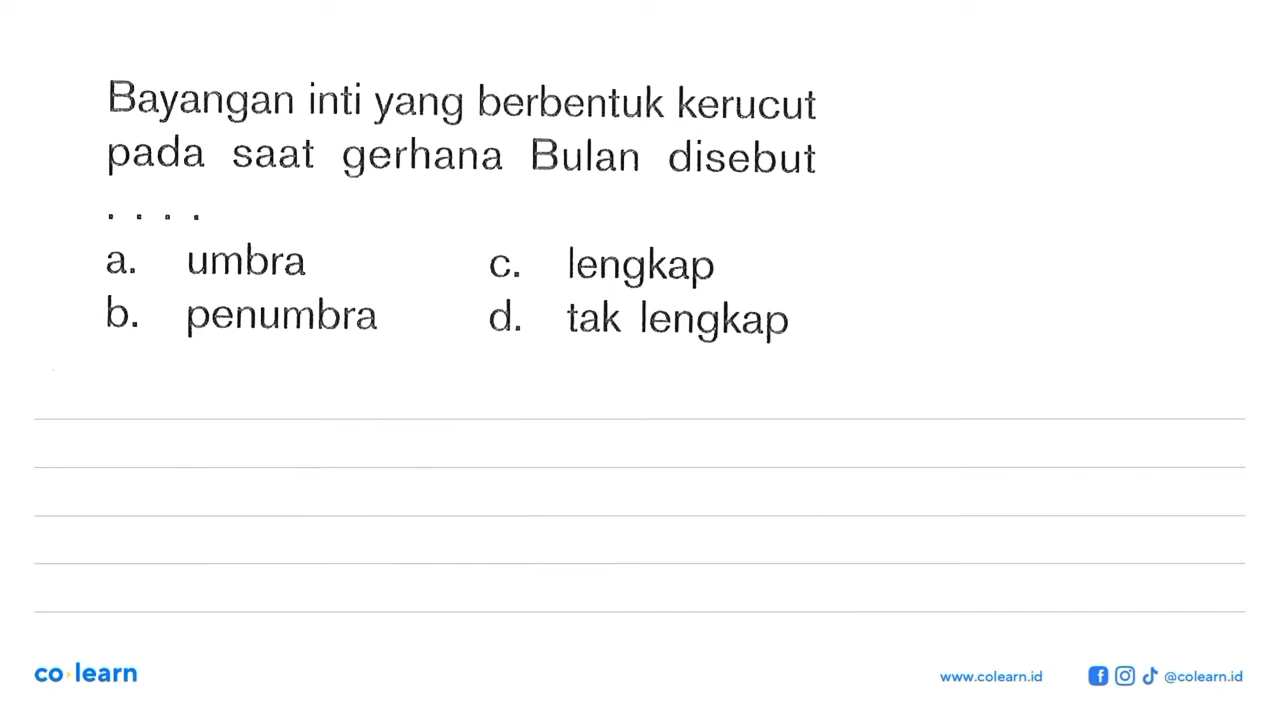 Bayangan inti yang berbentuk kerucut
pada saat gerhana Bulan disebut
. . . .
a. umbra c. lengkap
b. penumbra d. tak lengkap
co learn
www.colearn.id @colearn.id